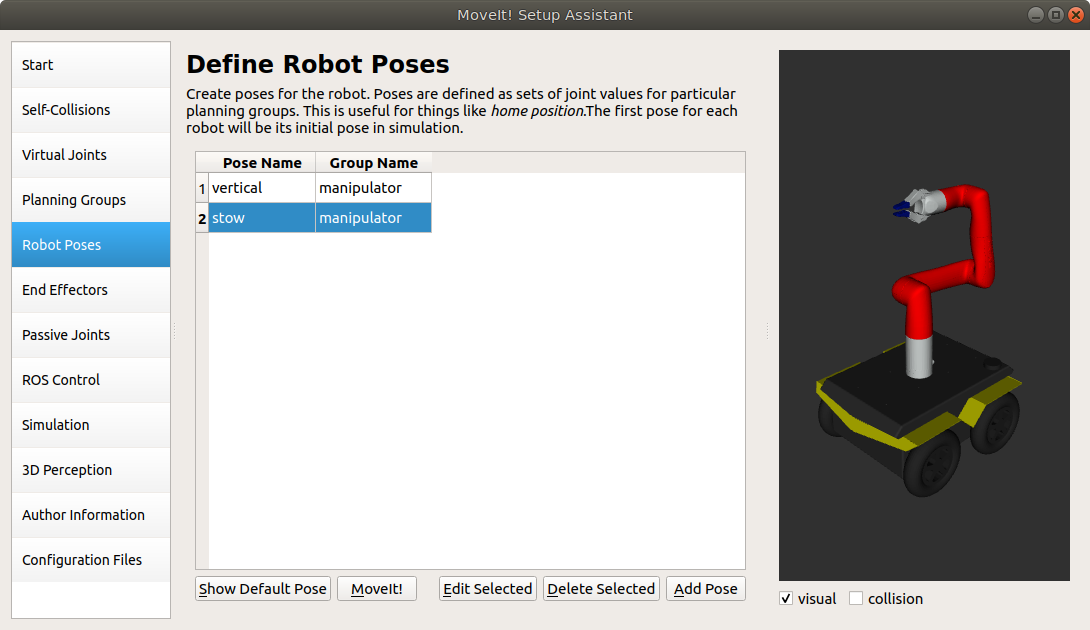 MoveIt! Setup Assistant
Start
Self-Collisions
Virtual Joints
Planning Groups
Robot Poses
End Effectors
Passive Joints
ROS Control
Simulation
3D Perception
Author Information
Configuration Files
Define Robot Poses
Create poses for the robot. Poses are defined as sets of joint values for particular
planning groups. This is useful for things like home position.The first pose for each
robot will be its initial pose in simulation.
Pose Name Group Name
1 vertical manipulator
2 stow manipulator
Show Default Pose MoveIt! Edit Selected Delete Selected Add Pose
visual collision